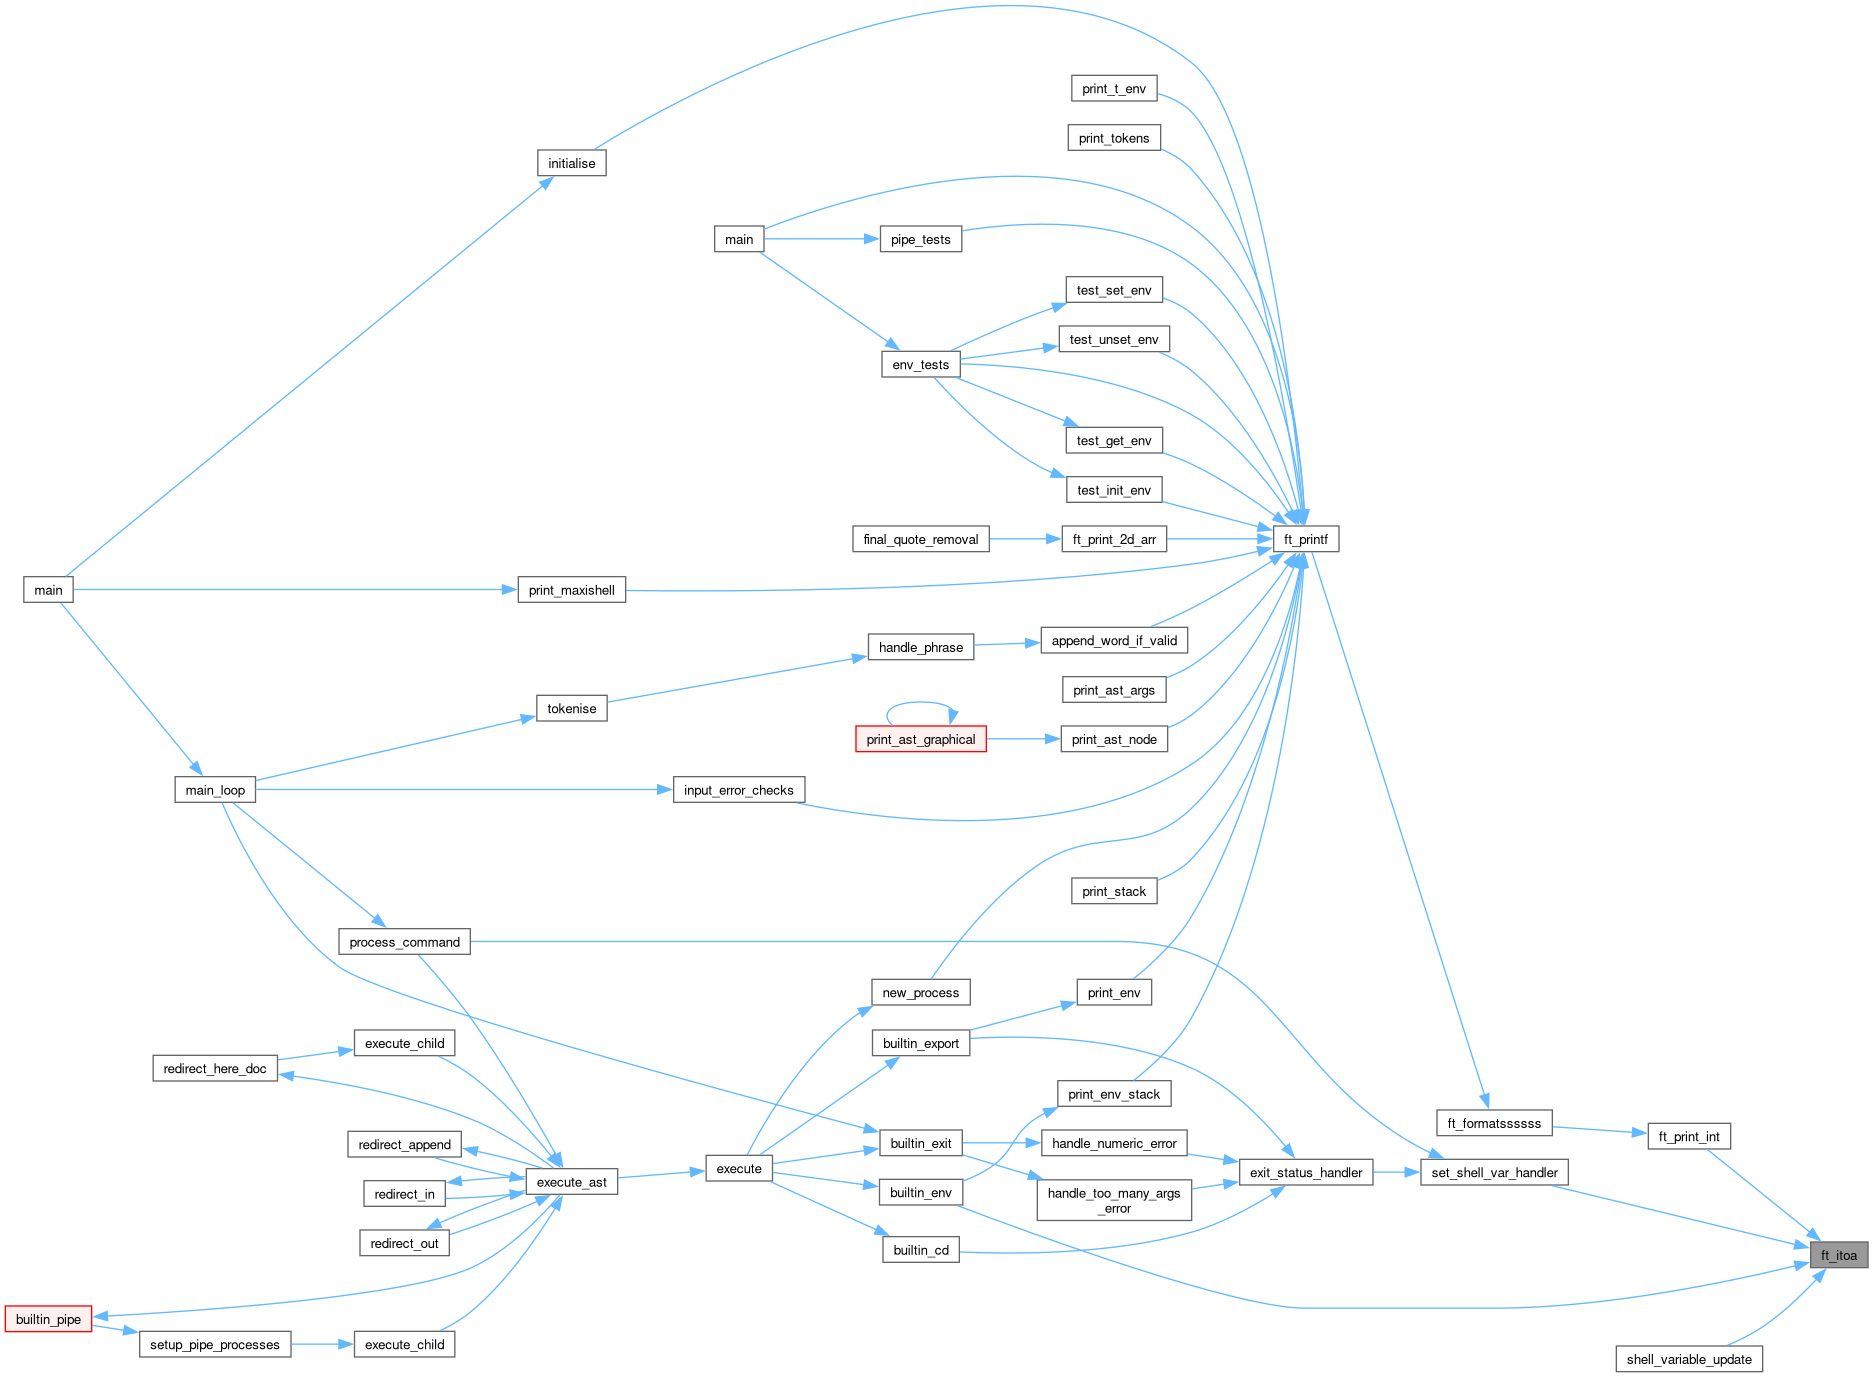 print_t_env
print_tokens
initialise
main
pipe_tests
test_set_env
test_unset_env
env_tests
test_get_env
test_init_env
final_quote_removal
ft_print_2d_arr
ft_printf
main
print_maxishell
append_word_if_valid
handle_phrase
print_ast_args
tokenise
print_ast_graphical
print_ast_node
main_loop
input_error_checks
print_stack
process_command
new_process
print_env
execute_child
builtin_export
redirect_here_doc
print_env_stack
ft_formatssssss
ft_print_int
redirect_append
builtin_exit
handle_numeric_error
execute
exit_status_handler
set_shell_var_handler
execute_ast
redirect_in
builtin_env
handle_too_many_args
_error
redirect_out
builtin_cd
ft_itoa
builtin_pipe
setup_pipe_processes
execute_child
shell_variable_update